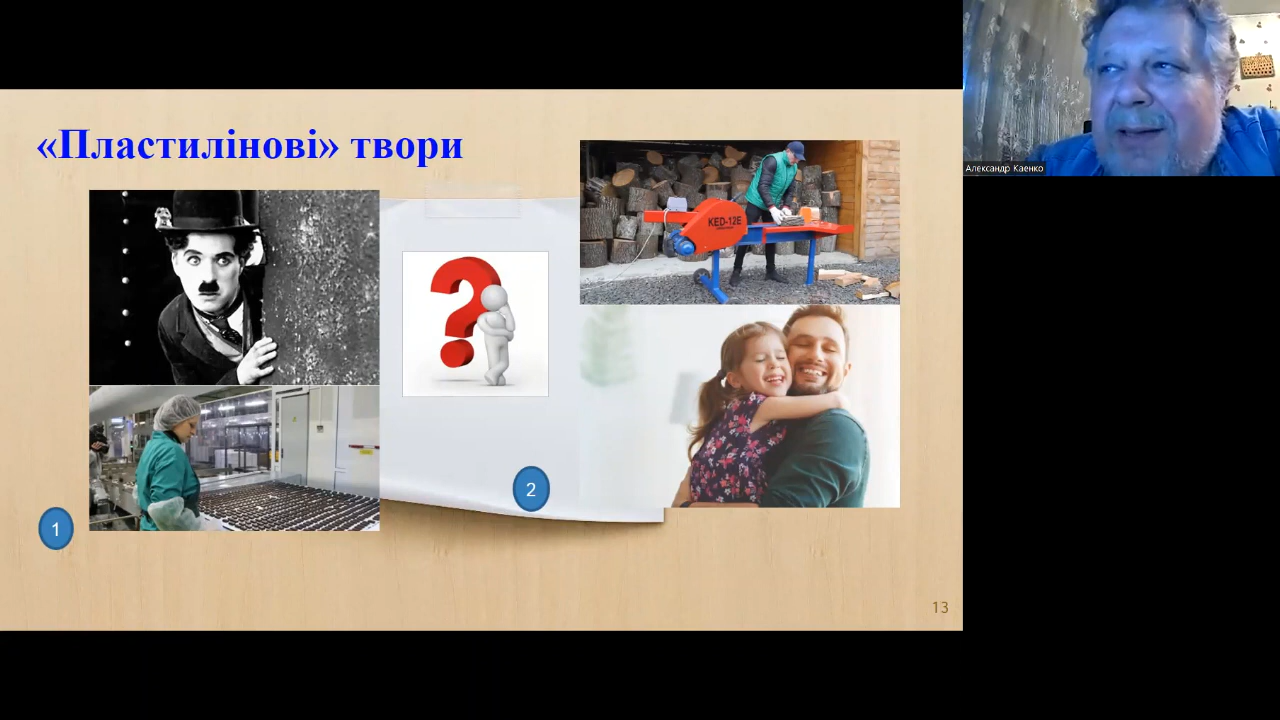 «Пластилінові» твори
KED-12E
Александр Каенко
2
1
13